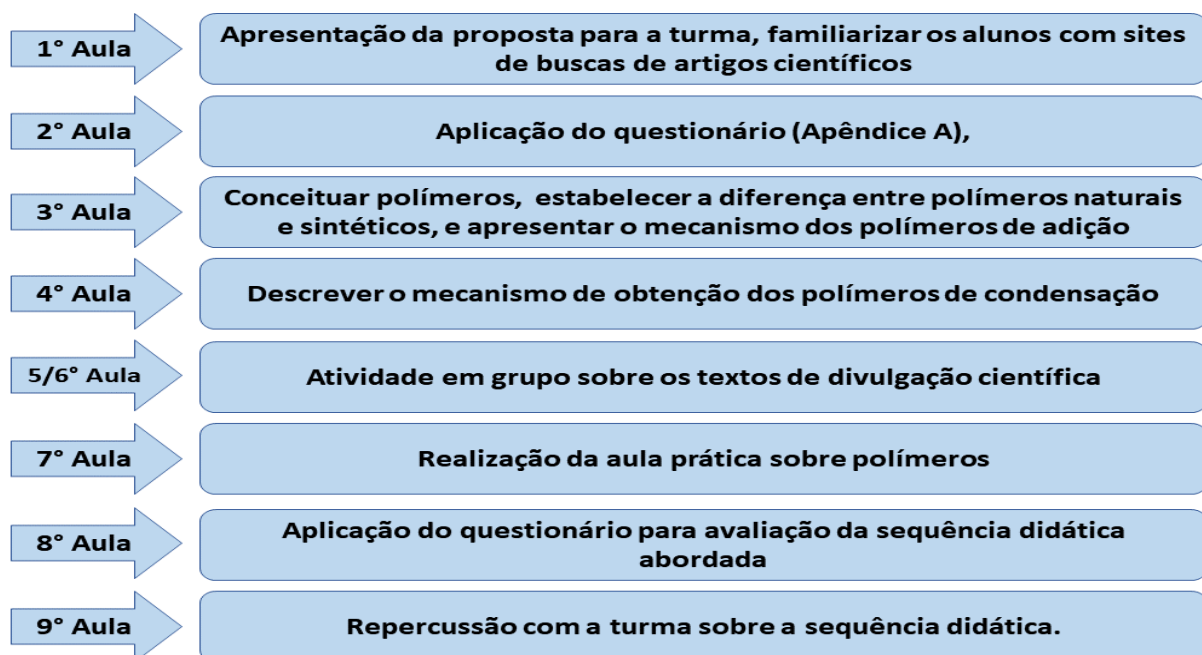 1° Aula
Apresentação da proposta para a turma, familiarizar os alunos com sites
de buscas de artigos científicos
2° Aula
Aplicação do questionário (Apêndice A),
3° Aula
Conceituar polímeros, estabelecer a diferença entre polímeros naturais
e sintéticos, e apresentar o mecanismo dos polímeros de adição
4° Aula
Descrever o mecanismo de obtenção dos polímeros de condensação
5/6° Aula
Atividade em grupo sobre os textos de divulgação científica
7° Aula
Realização da aula prática sobre polímeros
8° Aula
Aplicação do questionário para avaliação da sequência didática
abordada
9° Aula
Repercussão com a turma sobre a sequência didática.